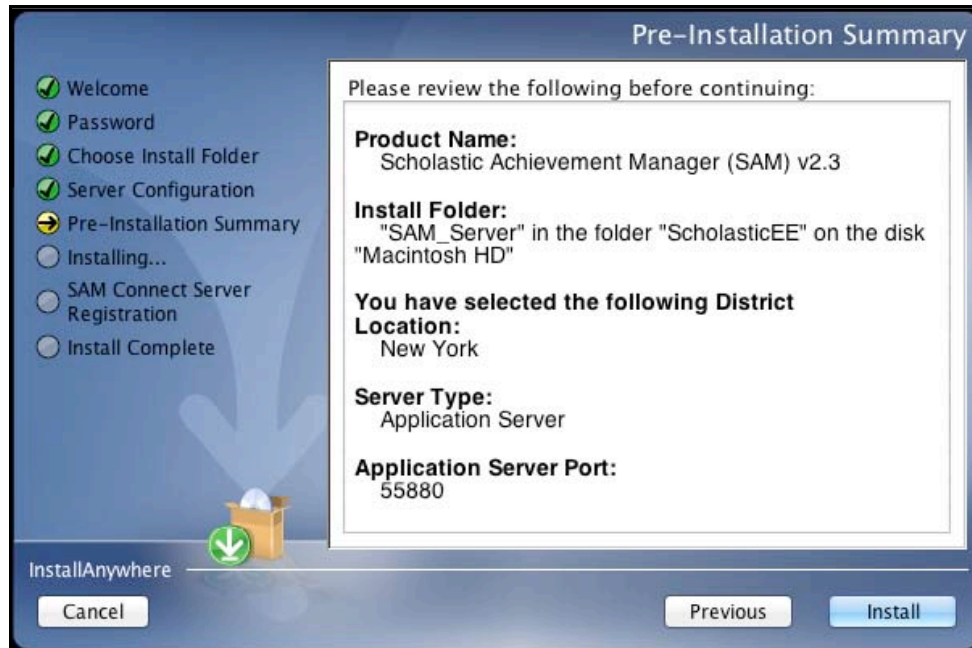 Pre-Installation Summary
Welcome
Password
Choose Install Folder
Server Configuration
Pre-Installation Summary
Installing...
SAM Connect Server
Registration
Install Complete
Please review the following before continuing:
Product Name:
Scholastic Achievement Manager (SAM) v2.3
Install Folder:
"SAM_Server" in the folder "ScholasticEE" on the disk
"Macintosh HD"
You have selected the following District
Location:
New York
Server Type:
Application Server
Application Server Port:
55880
InstallAnywhere
Cancel
Previous
Install